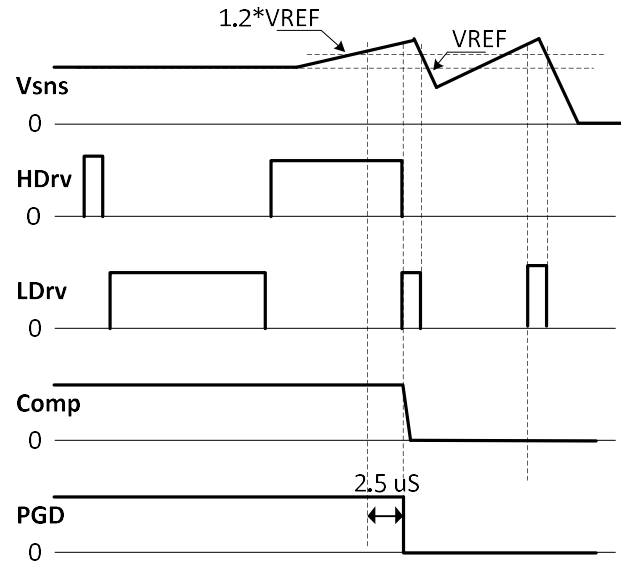 1.2*VREF
VREF
Vsns
0
HDrv
0
LDrv
0
Comp
0
2.5 uS
PGD
0